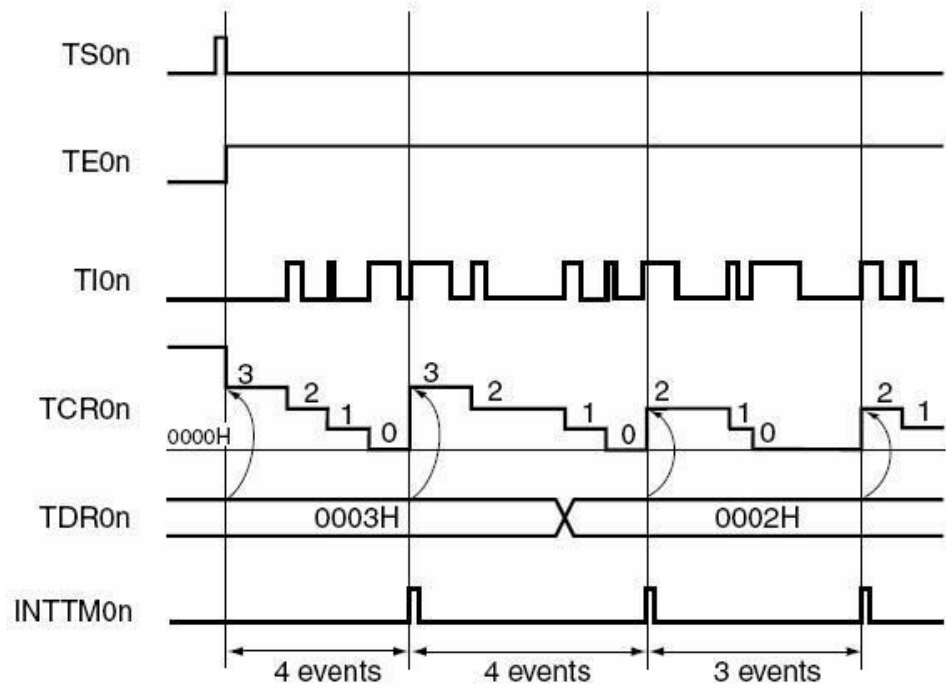 TS0n
TE0n
TI0n
TCR0n
3
2
1
0
3
2
1
0
2
1
0
2
1
0000H
TDR0n
0003H
0002H
INTTM0n
4 events
4 events
3 events